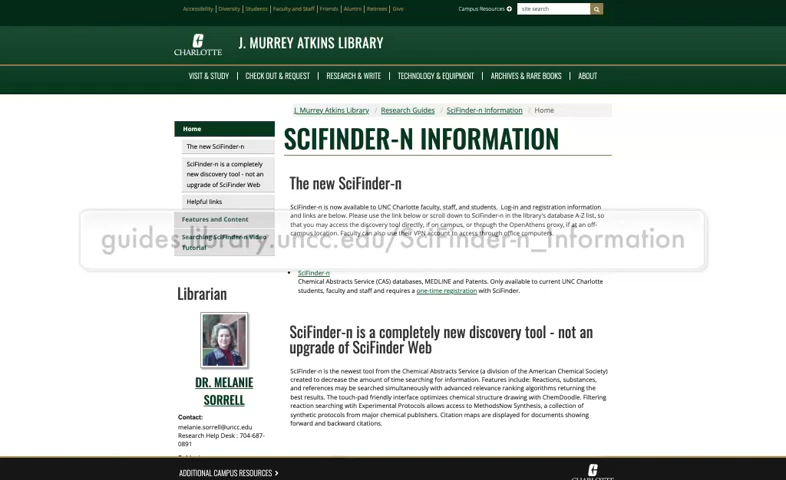 Accessibility | Diversity | Students | Faculty and Staff | Friends | Alumni | Retirees | Give
Campus Resources
site search
CHARLOTTE
J. MURREY ATKINS LIBRARY
VISIT & STUDY | CHECK OUT & REQUEST | RESEARCH & WRITE | TECHNOLOGY & EQUIPMENT | ARCHIVES & RARE BOOKS | ABOUT
J. Murrey Atkins Library / Research Guides / SciFinder-n Information / Home
Home
The new SciFinder-n
SciFinder-n is a completely
new discovery tool - not an
upgrade of SciFinder Web
Helpful links
Features and Content
Searching SciFinder-n Video
Tutorial
SCIFINDER-N INFORMATION
The new SciFinder-n
SciFinder-n is now available to UNC Charlotte faculty, staff, and students. Log-in and registration information
and links are below. Please use the link below or scroll down to SciFinder-n in the library's database A-Z list, so
that you may access the discovery tool directly, if on campus, or through the OpenAthens proxy, if at an off-
campus location. Faculty can also use their VPN account to access through office computers.
guides.library.uncc.edu/SciFinder-n_Information
SciFinder-n
Chemical Abstracts Service (CAS) databases, MEDLINE and Patents. Only available to current UNC Charlotte
students, faculty and staff and requires a one-time registration with SciFinder.
Librarian
DR. MELANIE
SORRELL
Contact:
melanie.sorrell@uncc.edu
Research Help Desk : 704-687-
0891
SciFinder-n is a completely new discovery tool - not an
upgrade of SciFinder Web
SciFinder-n is the newest tool from the Chemical Abstracts Service (a division of the American Chemical Society)
created to decrease the amount of time searching for information. Features include: Reactions, substances,
and references may be searched simultaneously with advanced relevance ranking algorithms returning the
best results. The touch-pad friendly interface optimizes chemical structure drawing with ChemDoodle. Filtering
reaction searching wtih Experimental Protocols allows access to MethodsNow Synthesis, a collection of
synthetic protocols from major chemical publishers. Citation maps are displayed for documents showing
forward and backward citations.
ADDITIONAL CAMPUS RESOURCES
CHARLOTTE